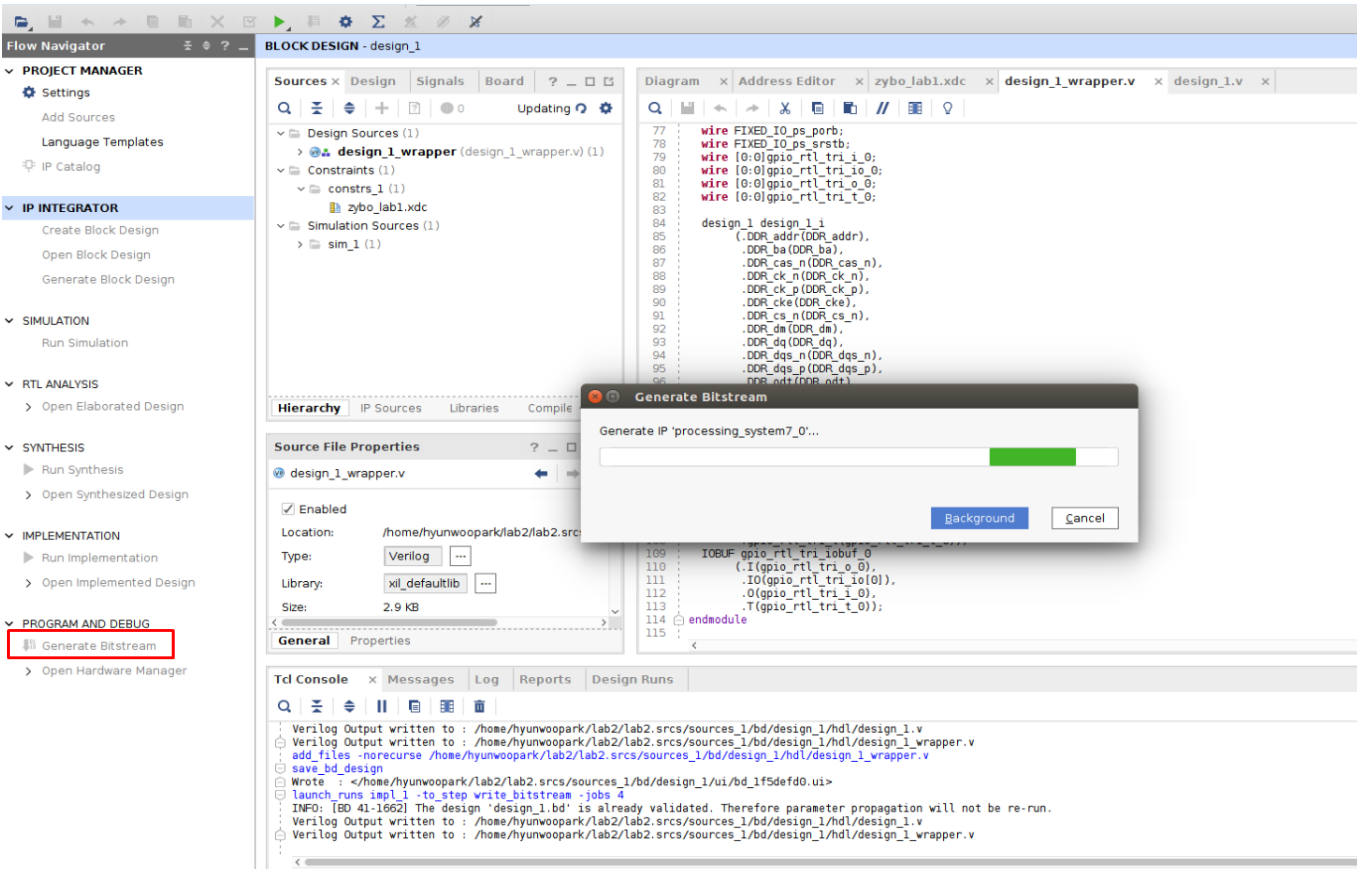 Flow Navigator
?
BLOCK DESIGN - design_1
PROJECT MANAGER
Settings
Add Sources
Language Templates
IP Catalog
IP INTEGRATOR
Create Block Design
Open Block Design
Generate Block Design
SIMULATION
Run Simulation
RTL ANALYSIS
Open Elaborated Design
SYNTHESIS
Run Synthesis
Open Synthesized Design
IMPLEMENTATION
Run Implementation
Open Implemented Design
PROGRAM AND DEBUG
Generate Bitstream
Open Hardware Manager
Sources × Design Signals Board ?
0 Updating
Design Sources (1)
design_1_wrapper (design_1_wrapper.v) (1)
Constraints (1)
constrs_1 (1)
zybo_lab1.xdc
Simulation Sources (1)
sim_1 (1)
Hierarchy IP Sources Libraries Compile
Source File Properties ?
design_1_wrapper.v
Enabled
Location: /home/hyunwoopark/lab2/lab2.src
Type: Verilog ...
Library: xil_defaultlib ...
Size: 2.9 KB
General Properties
Diagram × Address Editor × zybo_lab1.xdc × design_1_wrapper.v × design_1.v ×
77 wire FIXED_IO_ps_porb;
78 wire FIXED_IO_ps_srstb;
79 wire [0:0]gpio_rtl_tri_i_0;
80 wire [0:0]gpio_rtl_tri_io_0;
81 wire [0:0]gpio_rtl_tri_o_0;
82 wire [0:0]gpio_rtl_tri_t_0;
83
84 design_1 design_1_i
85 (.DDR_addr(DDR_addr),
86 .DDR_ba(DDR_ba),
87 .DDR_cas_n(DDR_cas_n),
88 .DDR_ck_n(DDR_ck_n),
89 .DDR_ck_p(DDR_ck_p),
90 .DDR_cke(DDR_cke),
91 .DDR_cs_n(DDR_cs_n),
92 .DDR_dm(DDR_dm),
93 .DDR_dq(DDR_dq),
94 .DDR_dqs_n(DDR_dqs_n),
95 .DDR_dqs_p(DDR_dqs_p),
96 .DDR_odt(DDR_odt)
Generate Bitstream
Generate IP 'processing_system7_0'...
Background Cancel
109 IOBUF gpio_rtl_tri_iobuf_0
110 (.I(gpio_rtl_tri_o_0),
111 .IO(gpio_rtl_tri_io[0]),
112 .O(gpio_rtl_tri_i_0),
113 .T(gpio_rtl_tri_t_0));
114 endmodule
115
Tcl Console × Messages Log Reports Design Runs
Verilog Output written to : /home/hyunwoopark/lab2/lab2.srcs/sources_1/bd/design_1/hdl/design_1.v
Verilog Output written to : /home/hyunwoopark/lab2/lab2.srcs/sources_1/bd/design_1/hdl/design_1_wrapper.v
add_files -norecurse /home/hyunwoopark/lab2/lab2.srcs/sources_1/bd/design_1/hdl/design_1_wrapper.v
save_bd_design
Wrote : </home/hyunwoopark/lab2/lab2.srcs/sources_1/bd/design_1/ui/bd_1f5defd0.ui>
launch_runs impl_1 -to_step write_bitstream -jobs 4
INFO: [BD 41-1662] The design 'design_1.bd' is already validated. Therefore parameter propagation will not be re-run.
Verilog Output written to : /home/hyunwoopark/lab2/lab2.srcs/sources_1/bd/design_1/hdl/design_1.v
Verilog Output written to : /home/hyunwoopark/lab2/lab2.srcs/sources_1/bd/design_1/hdl/design_1_wrapper.v